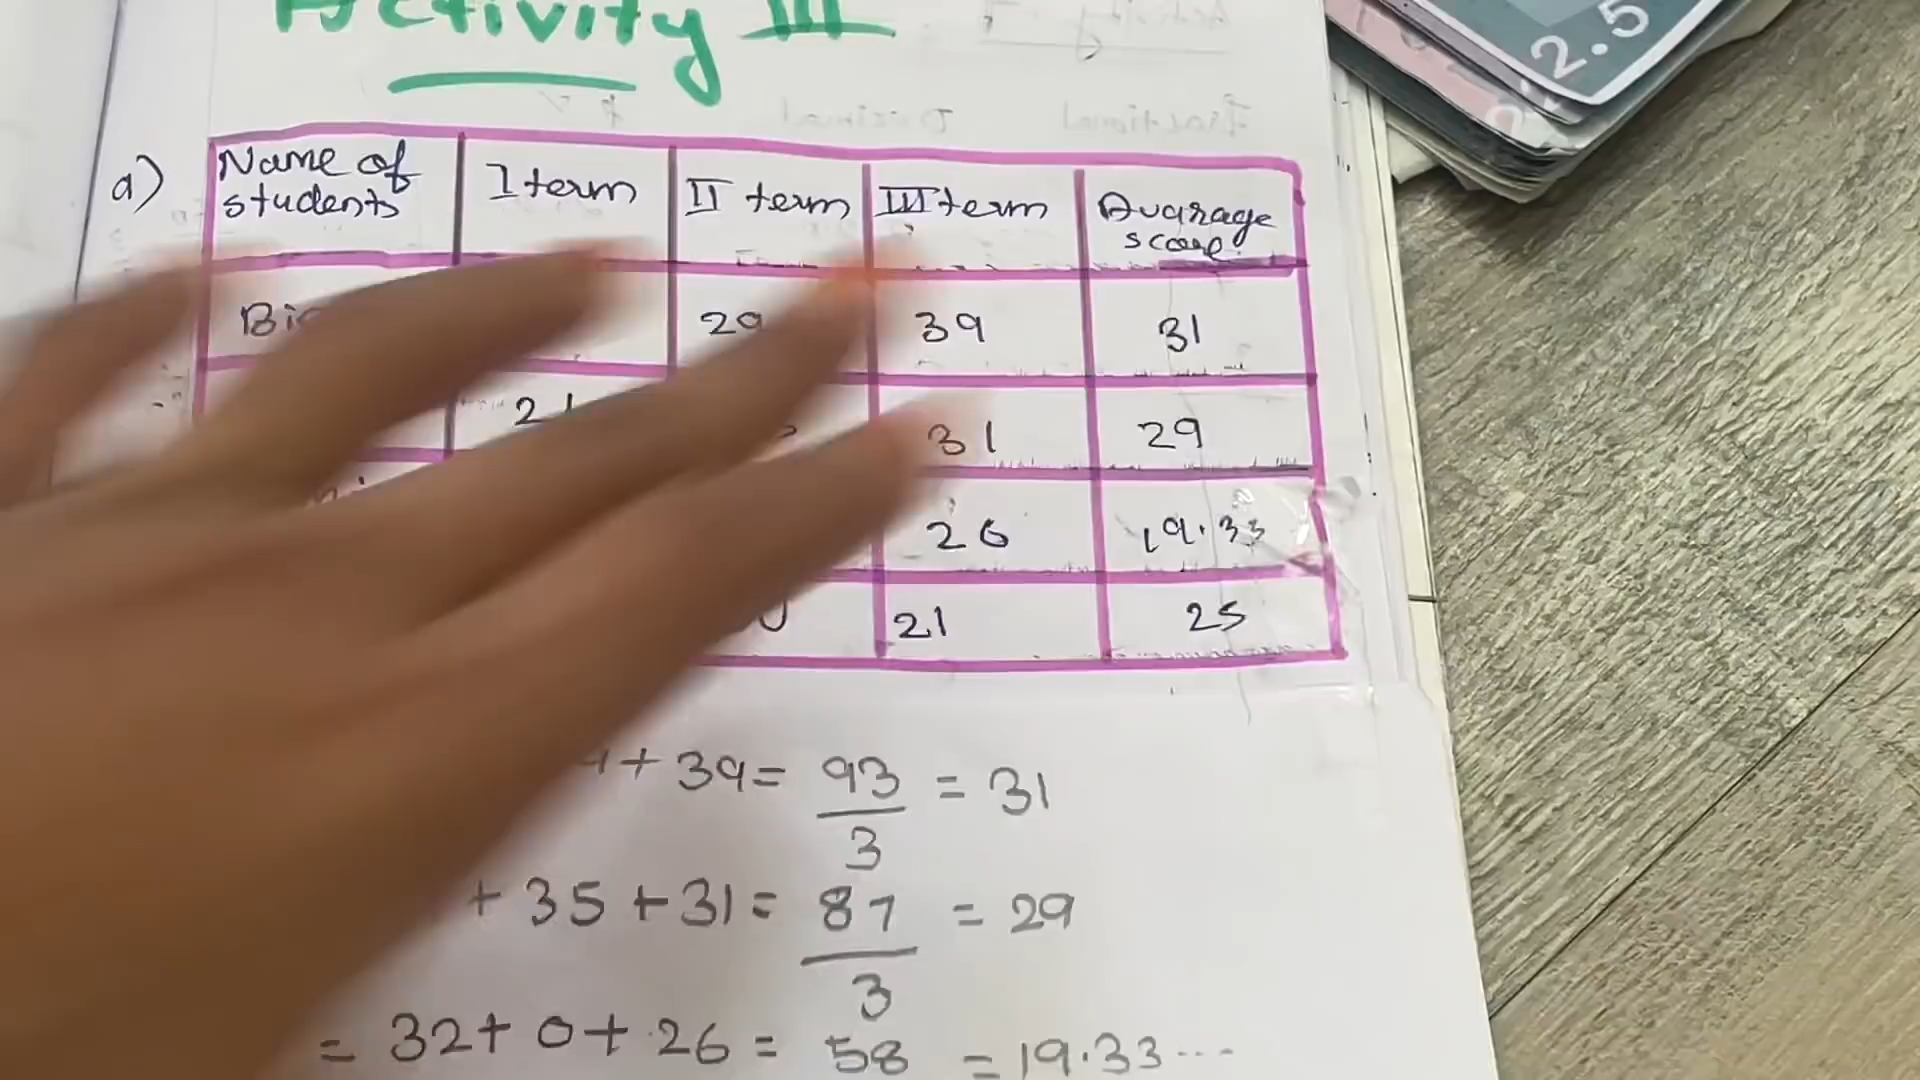 Activity III
a)
Name of students
I term
II term
III term
Avarage score
29
39
31
31
29
26
19.33
21
25
+ 39 = 93/3 = 31
+ 35 + 31 = 87/3 = 29
= 32 + 0 + 26 = 58 = 19.33...
2.5